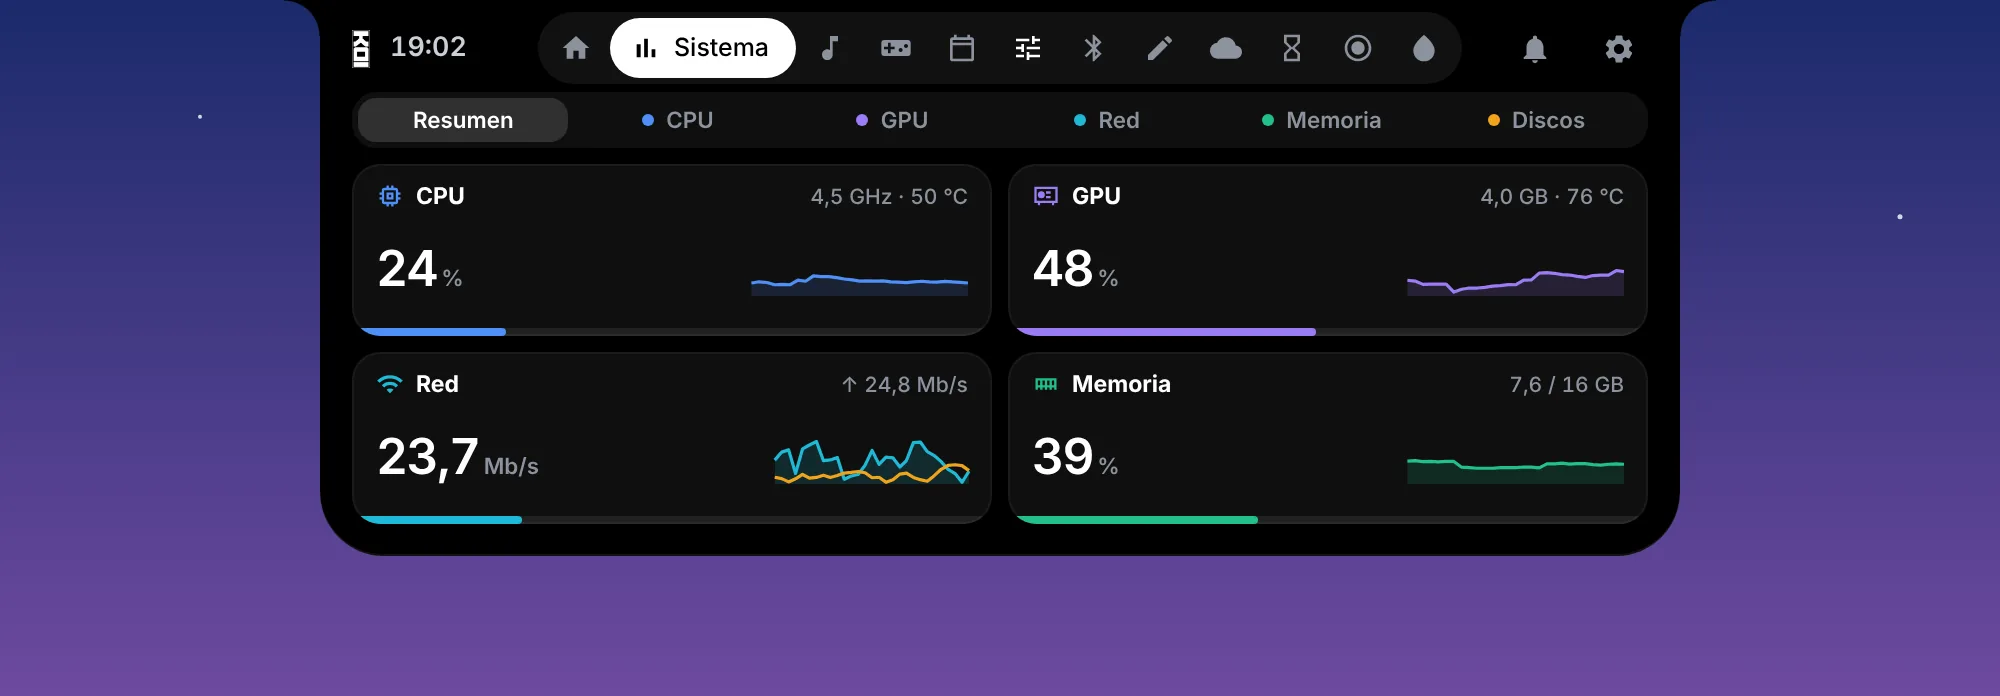 19:02
Sistema
Resumen
CPU
GPU
Red
Memoria
Discos
CPU
4,5 GHz · 50 °C
24 %
GPU
4,0 GB · 76 °C
48 %
Red
↑ 24,8 Mb/s
23,7 Mb/s
Memoria
7,6 / 16 GB
39 %